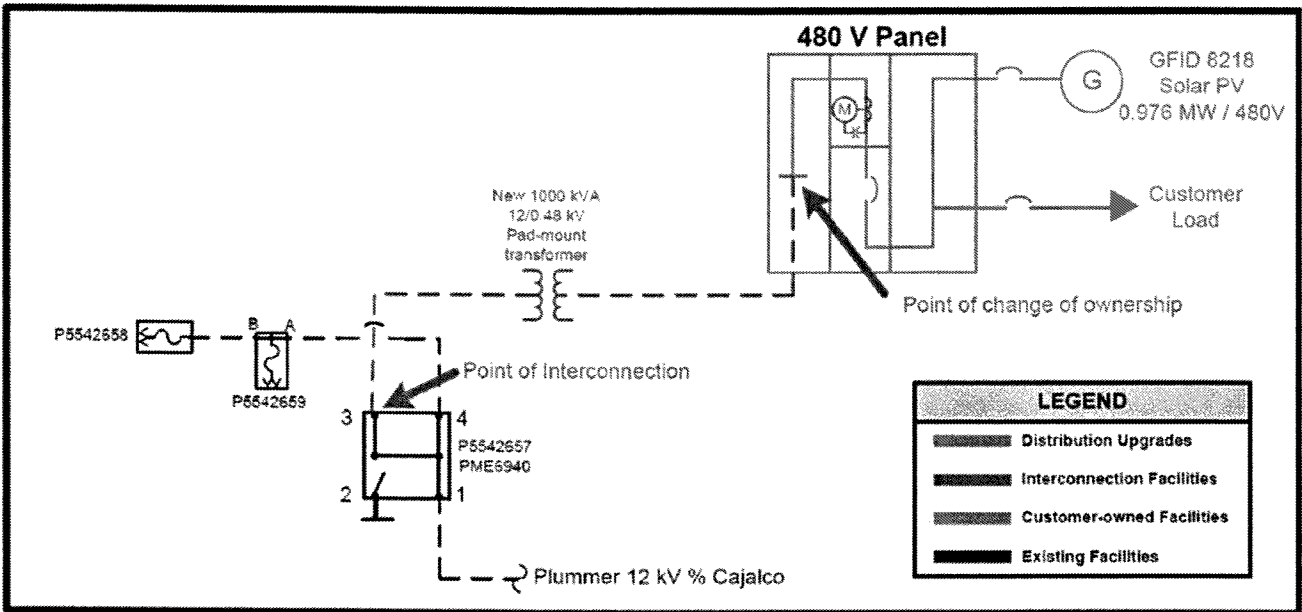 480 V Panel
GFID 8218
Solar PV
0.976 MW / 480V
G
M
New 1000 kVA
12/0.48 kV
Pad-mount
transformer
Customer
Load
Point of change of ownership
P5542658
B A
P5542659
Point of Interconnection
3 4
P5542657
PME6940
2 1
Plummer 12 kV % Cajalco
LEGEND
Distribution Upgrades
Interconnection Facilities
Customer-owned Facilities
Existing Facilities